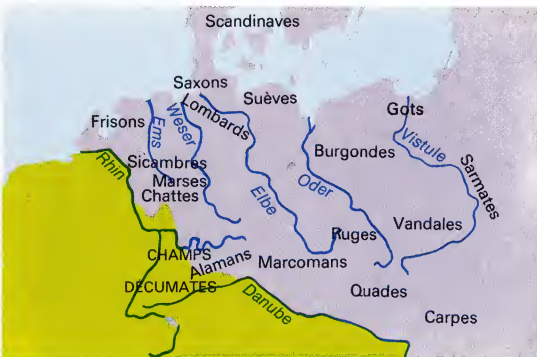 Scandinaves
Saxons
Lombards
Suèves
Gots
Frisons
Ems
Weser
Burgondes
Vistule
Rhin
Sicambres
Marses
Chattes
Elbe
Oder
Sarmates
Vandales
Ruges
CHAMPS
DÉCUMATES
Alamans
Marcomans
Danube
Quades
Carpes